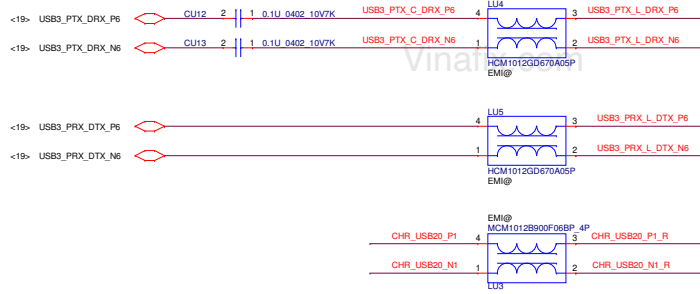 LU4
<19> USB3_PTX_DRX_P6 CU12 2 1 0.1U_0402_10V7K USB3_PTX_C_DRX_P6 4 3 USB3_PTX_L_DRX_P6
<19> USB3_PTX_DRX_N6 CU13 2 1 0.1U_0402_10V7K USB3_PTX_C_DRX_N6 1 2 USB3_PTX_L_DRX_N6
Vinafix.com
HCM1012GD670A05P
EMI@
LU5
<19> USB3_PRX_DTX_P6 4 3 USB3_PRX_L_DTX_P6
<19> USB3_PRX_DTX_N6 1 2 USB3_PRX_L_DTX_N6
HCM1012GD670A05P
EMI@
EMI@
MCM1012B900F06BP_4P
CHR_USB20_P1 4 3 CHR_USB20_P1_R
CHR_USB20_N1 1 2 CHR_USB20_N1_R
LU3